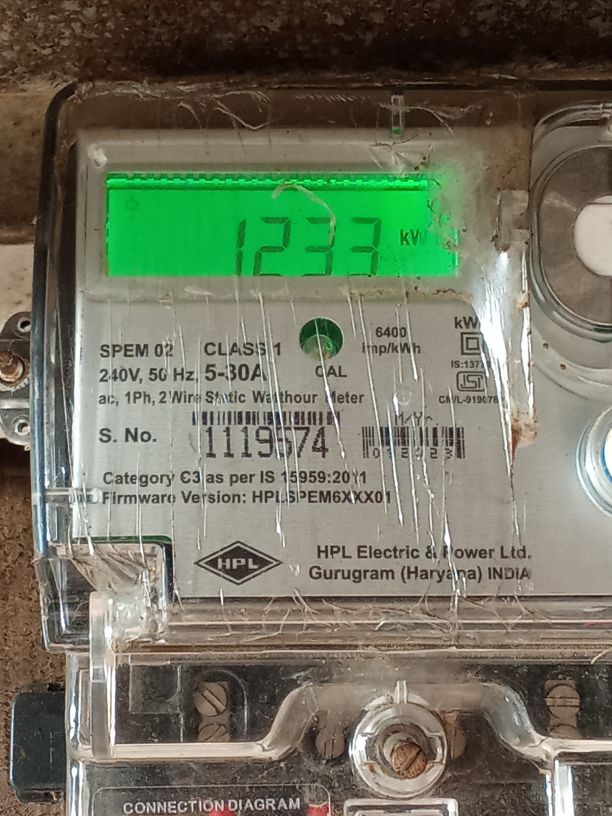 1233 kW
SPEM 02 CLASS 1 6400 imp/kWh
240V, 50 Hz, 5-30A CAL
ac, 1Ph, 2 Wire Static Watthour Meter
S. No. 1119574
Category C3 as per IS 15959:2011
Firmware Version: HPLSPEM6XXX01
HPL
HPL Electric & Power Ltd.
Gurugram (Haryana) INDIA
CONNECTION DIAGRAM